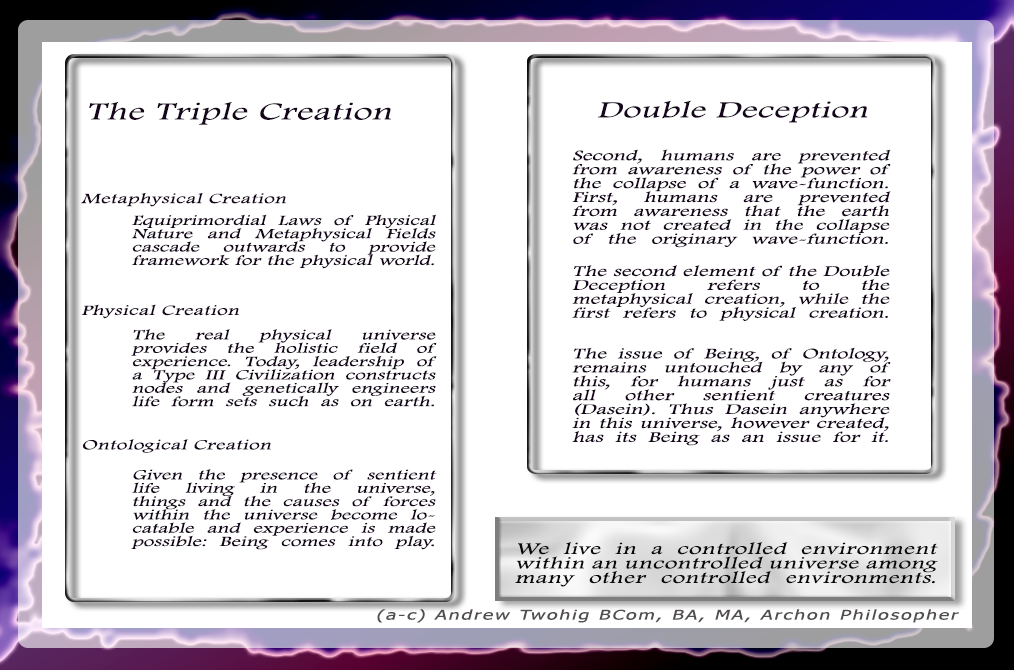 The Triple Creation
Metaphysical Creation
Equiprimordial Laws of Physical
Nature and Metaphysical Fields
cascade outwards to provide
framework for the physical world.
Physical Creation
The real physical universe
provides the holistic field of
experience. Today, leadership of
a Type III Civilization constructs
nodes and genetically engineers
life form sets such as on earth.
Ontological Creation
Given the presence of sentient
life living in the universe,
things and the causes of forces
within the universe become lo-
catable and experience is made
possible: Being comes into play.
Double Deception
Second, humans are prevented
from awareness of the power of
the collapse of a wave-function.
First, humans are prevented
from awareness that the earth
was not created in the collapse
of the originary wave-function.
The second element of the Double
Deception refers to the
metaphysical creation, while the
first refers to physical creation.
The issue of Being, of Ontology,
remains untouched by any of
this, for humans just as for
all other sentient creatures
(Dasein). Thus Dasein anywhere
in this universe, however created,
has its Being as an issue for it.
We live in a controlled environment
within an uncontrolled universe among
many other controlled environments.
(a-c) Andrew Twohig BCom, BA, MA, Archon Philosopher